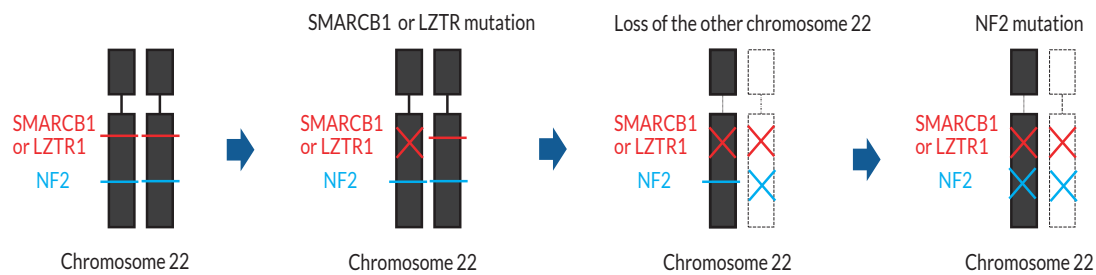 SMARCB1 or LZTR mutation
Loss of the other chromosome 22
NF2 mutation
SMARCB1
or LZTR1
NF2
Chromosome 22
SMARCB1
or LZTR1
NF2
Chromosome 22
SMARCB1
or LZTR1
NF2
Chromosome 22
SMARCB1
or LZTR1
NF2
Chromosome 22